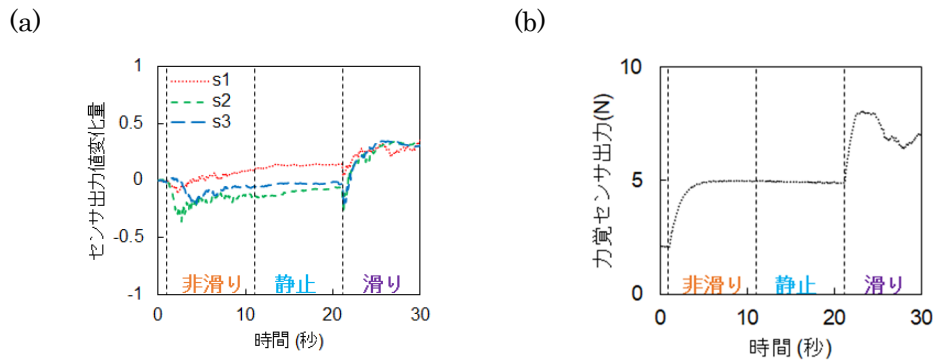 (a)
センサ出力値変化量
1
0.5
0
-0.5
-1
s1
s2
s3
非滑り
静止
滑り
0
10
20
30
時間 (秒)
(b)
力覚センサ出力(N)
10
5
0
非滑り
静止
滑り
0
10
20
30
時間 (秒)